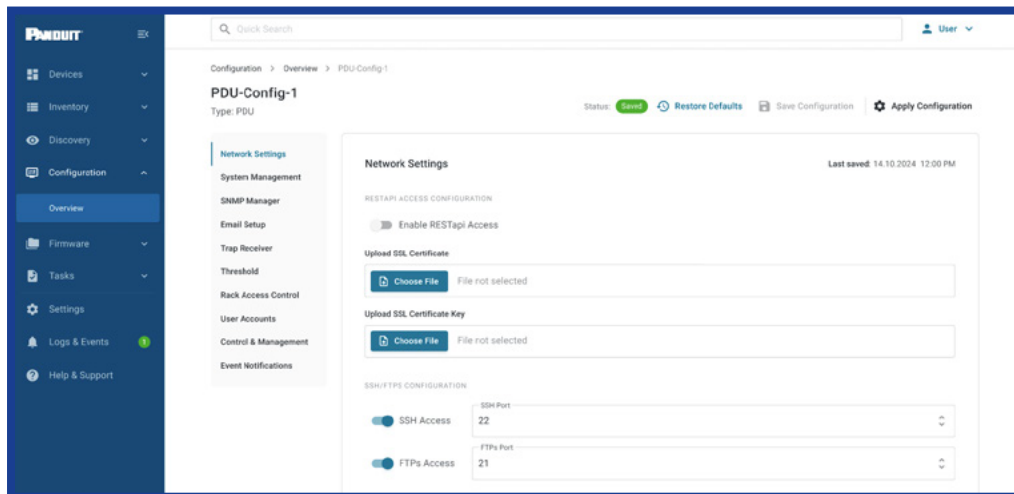 PANDUIT
Quick Search
User
Devices
Inventory
Discovery
Configuration
Overview
Firmware
Tasks
Settings
Logs & Events
1
Help & Support
Configuration > Overview > PDU-Config-1
PDU-Config-1
Type: PDU
Status: Saved Restore Defaults Save Configuration Apply Configuration
Network Settings
System Management
SNMP Manager
Email Setup
Trap Receiver
Threshold
Rack Access Control
User Accounts
Control & Management
Event Notifications
Network Settings
Last saved: 14.10.2024 12:00 PM
RESTAPI ACCESS CONFIGURATION
Enable RESTapi Access
Upload SSL Certificate
Choose File File not selected
Upload SSL Certificate Key
Choose File File not selected
SSH/FTPS CONFIGURATION
SSH Access
SSH Port
22
FTPs Access
FTPs Port
21